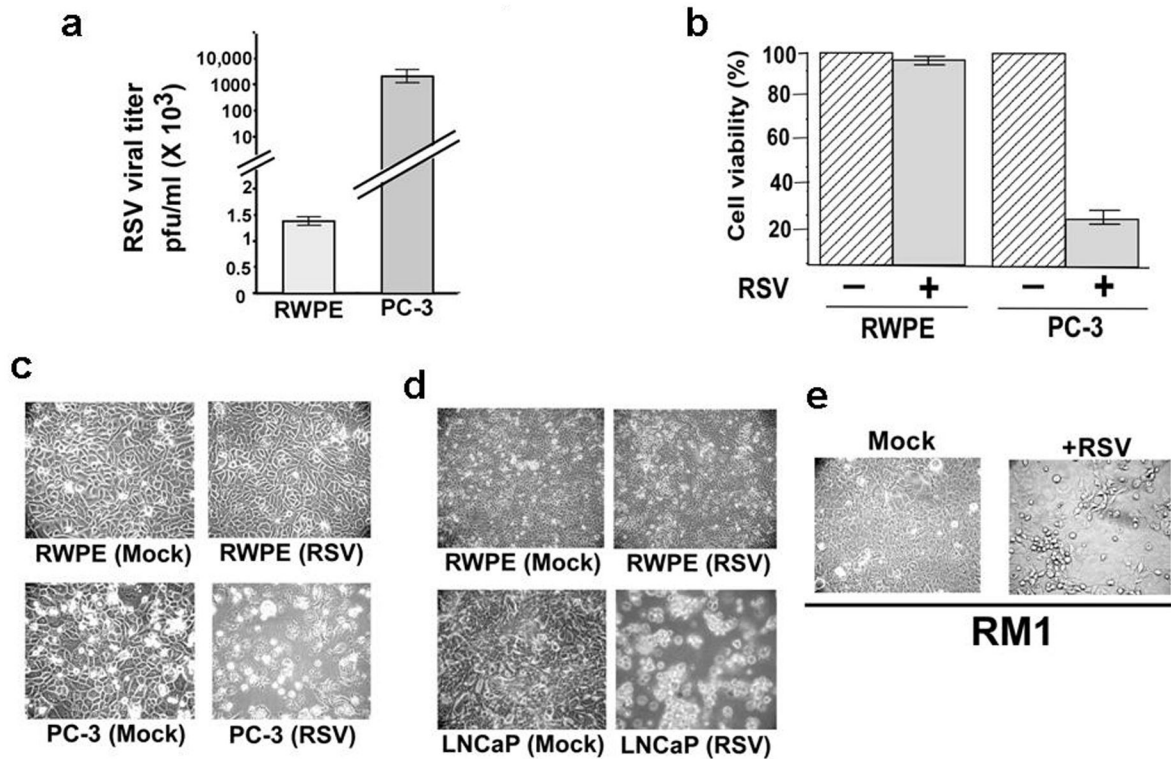 a
RSV viral titer
pfu/ml (X 10³)
10,000
1000
100
10
2
1.5
1
0.5
0
RWPE
PC-3
b
Cell viability (%)
100
80
60
40
20
RSV
− + − +
RWPE
PC-3
c
RWPE (Mock)
RWPE (RSV)
PC-3 (Mock)
PC-3 (RSV)
d
RWPE (Mock)
RWPE (RSV)
LNCaP (Mock)
LNCaP (RSV)
e
Mock
+RSV
RM1